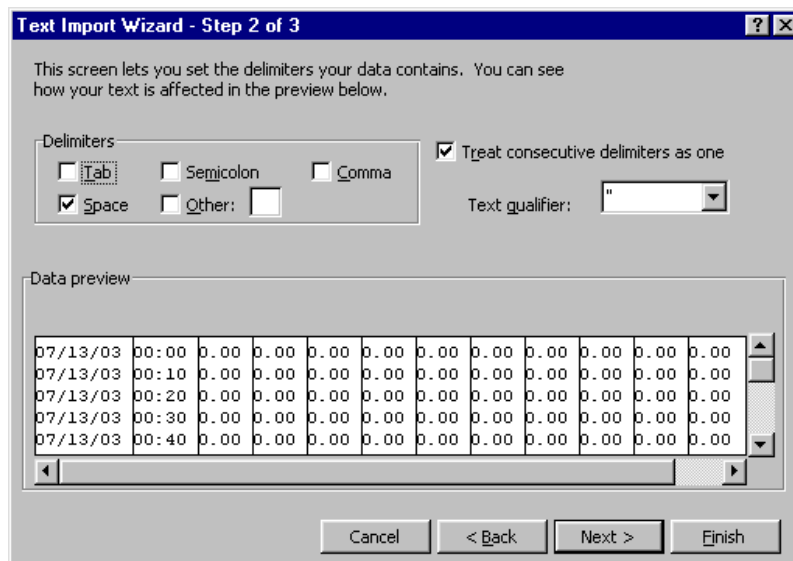 Text Import Wizard - Step 2 of 3
This screen lets you set the delimiters your data contains. You can see
how your text is affected in the preview below.
Delimiters
Tab Semicolon Comma
Space Other:
Treat consecutive delimiters as one
Text qualifier: "
Data preview
07/13/03 00:00 0.00 0.00 0.00 0.00 0.00 0.00 0.00 0.00 0.00 0.00
07/13/03 00:10 0.00 0.00 0.00 0.00 0.00 0.00 0.00 0.00 0.00 0.00
07/13/03 00:20 0.00 0.00 0.00 0.00 0.00 0.00 0.00 0.00 0.00 0.00
07/13/03 00:30 0.00 0.00 0.00 0.00 0.00 0.00 0.00 0.00 0.00 0.00
07/13/03 00:40 0.00 0.00 0.00 0.00 0.00 0.00 0.00 0.00 0.00 0.00
Cancel < Back Next > Finish